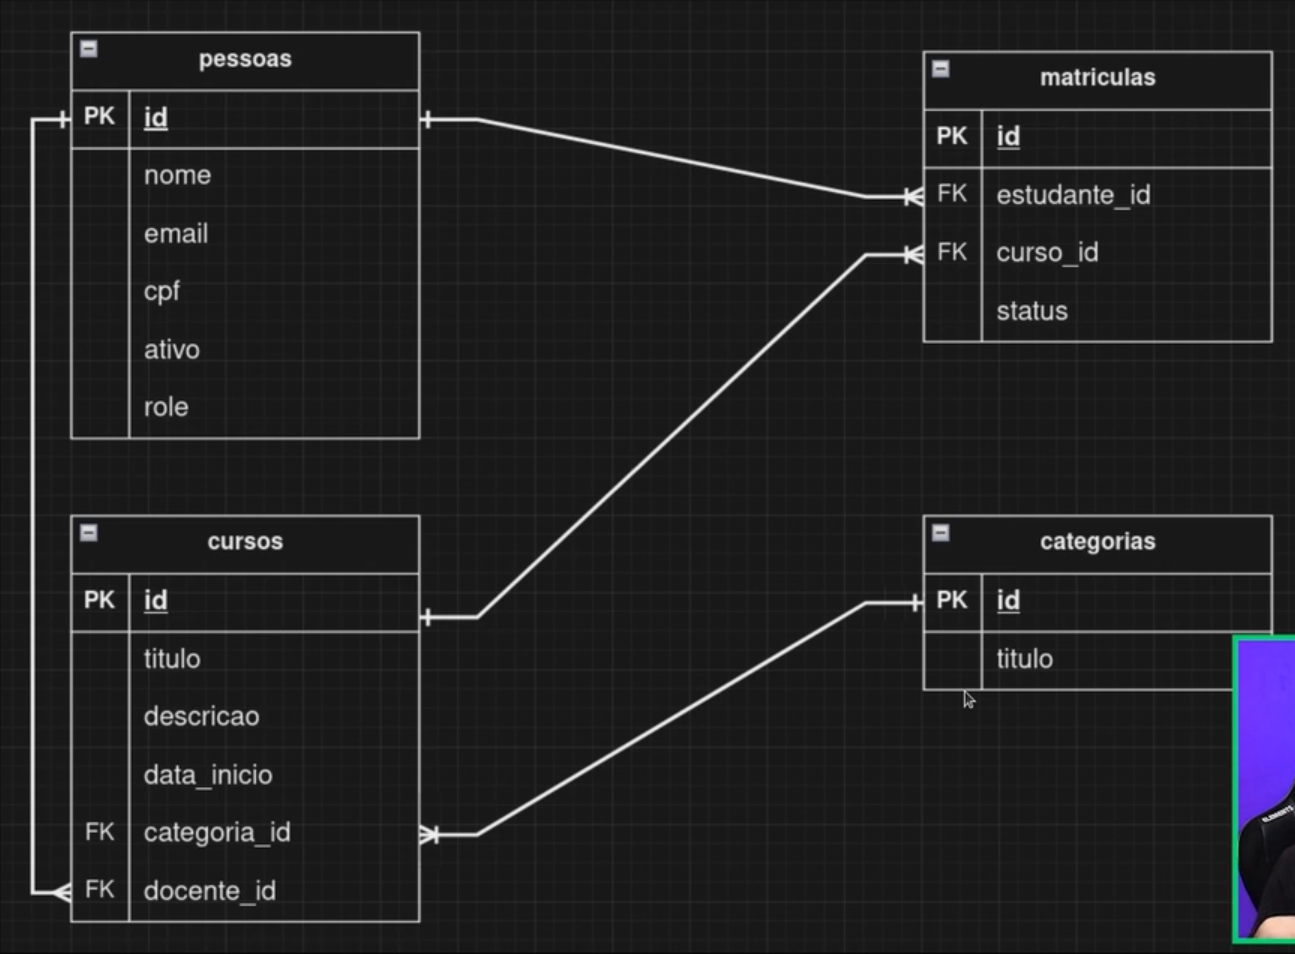 pessoas
PK id
nome
email
cpf
ativo
role
matriculas
PK id
FK estudante_id
FK curso_id
status
cursos
PK id
titulo
descricao
data_inicio
FK categoria_id
FK docente_id
categorias
PK id
titulo
ELEMENTS